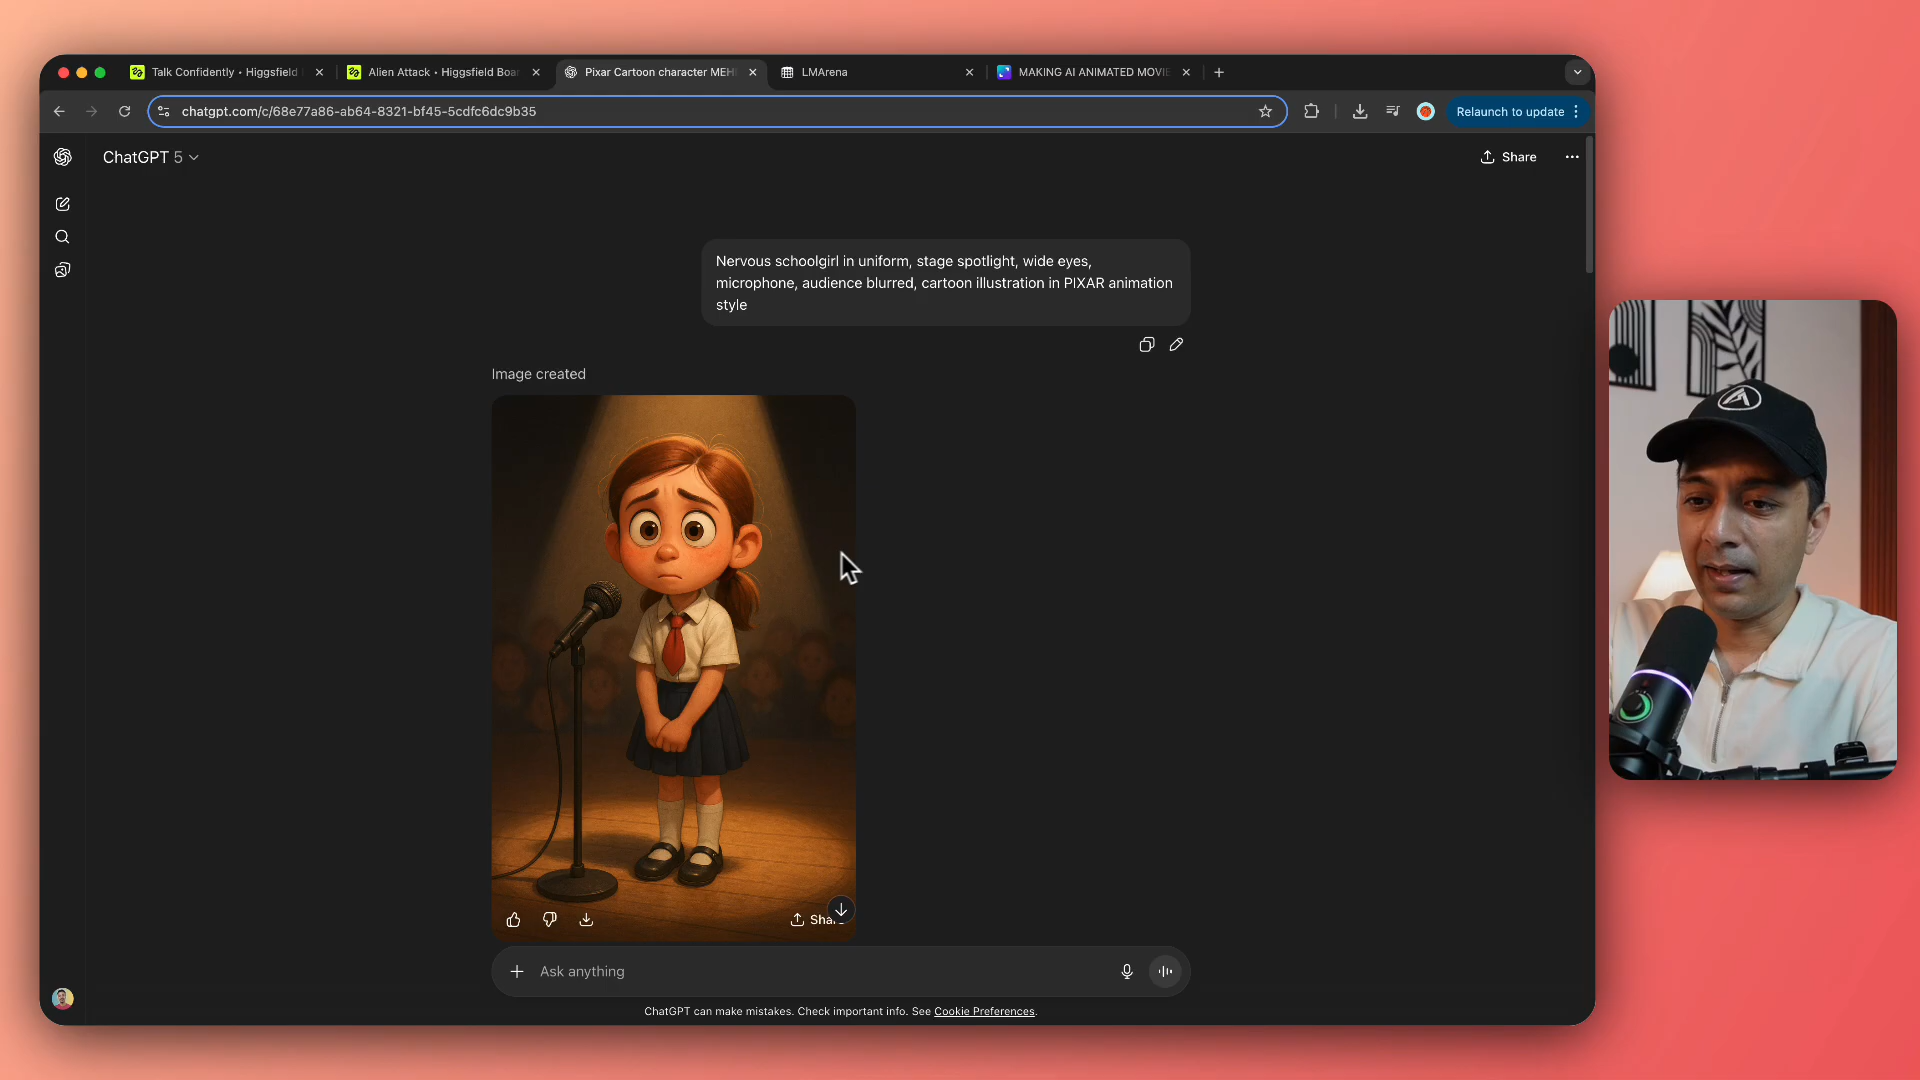 Talk Confidently • Higgsfield
Alien Attack • Higgsfield Boar
Pixar Cartoon character MEH
LMArena
MAKING AI ANIMATED MOVIE
chatgpt.com/c/68e77a86-ab64-8321-bf45-5cdfc6dc9b35
Relaunch to update
ChatGPT 5
Share
Nervous schoolgirl in uniform, stage spotlight, wide eyes,
microphone, audience blurred, cartoon illustration in PIXAR animation
style
Image created
Share
Ask anything
ChatGPT can make mistakes. Check important info. See Cookie Preferences.